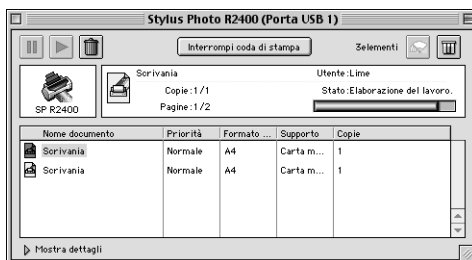 Stylus Photo R2400 (Porta USB 1)
Interrompi coda di stampa
3elementi
SP R2400
Scrivania
Utente:Lime
Copie:1/1
Stato:Elaborazione del lavoro.
Pagine:1/2
Nome documento Priorità Formato ... Supporto Copie
Scrivania Normale A4 Carta m... 1
Scrivania Normale A4 Carta m... 1
Mostra dettagli